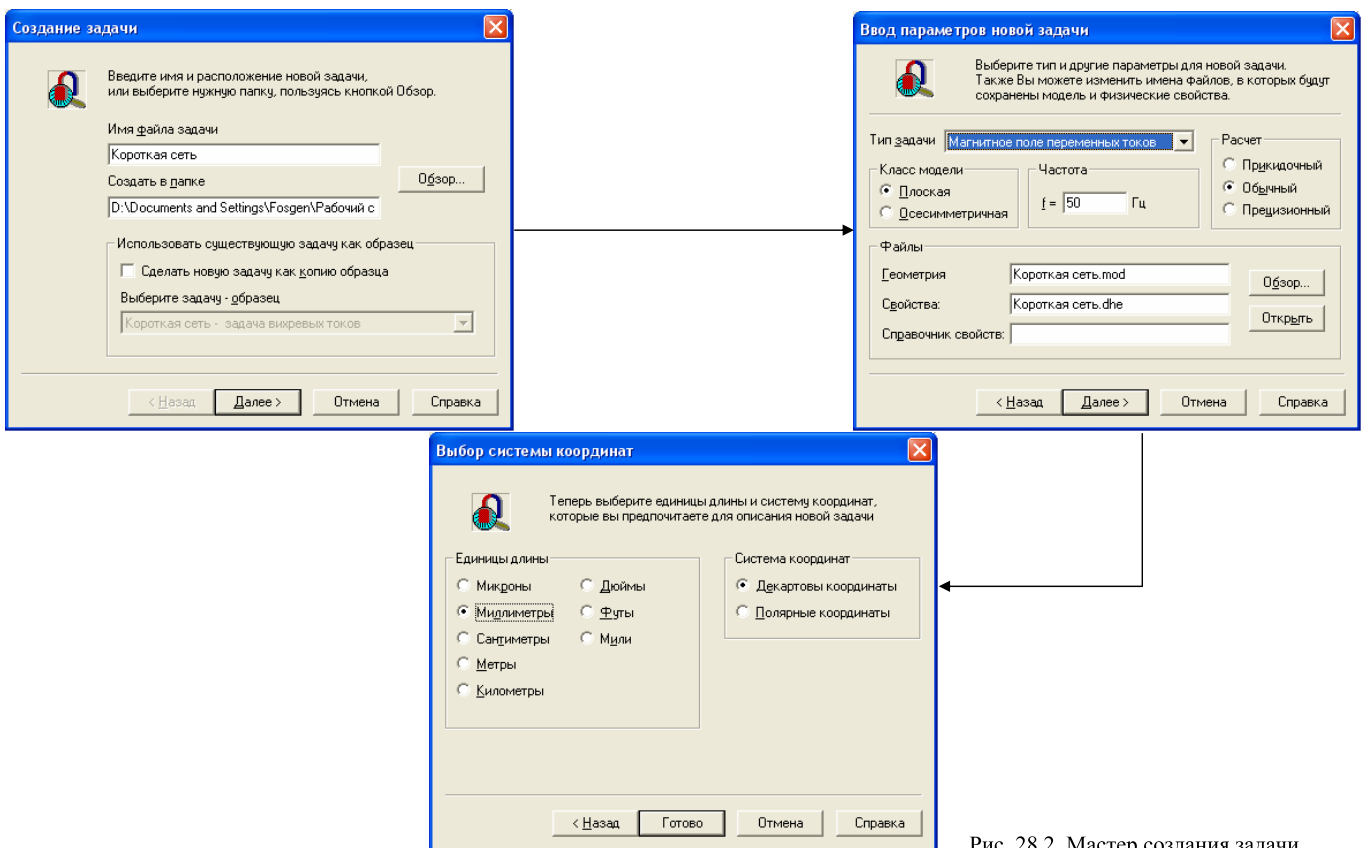 Создание задачи
Введите имя и расположение новой задачи,
или выберите нужную папку, пользуясь кнопкой Обзор.
Имя файла задачи
Короткая сеть
Создать в папке
Обзор...
D:\Documents and Settings\Fosgen\Рабочий с
Использовать существующую задачу как образец
Сделать новую задачу как копию образца
Выберите задачу - образец
Короткая сеть - задача вихревых токов
< Назад
Далее >
Отмена
Справка
Ввод параметров новой задачи
Выберите тип и другие параметры для новой задачи.
Также Вы можете изменить имена файлов, в которых будут
сохранены модель и физические свойства.
Тип задачи
Магнитное поле переменных токов
Расчет
Прикидочный
Обычный
Прецизионный
Класс модели
Плоская
Осесимметричная
Частота
f = 50 Гц
Файлы
Геометрия
Короткая сеть.mod
Обзор...
Свойства:
Короткая сеть.dhe
Открыть
Справочник свойств:
< Назад
Далее >
Отмена
Справка
Выбор системы координат
Теперь выберите единицы длины и систему координат,
которые вы предпочитаете для описания новой задачи
Единицы длины
Микроны
Миллиметры
Сантиметры
Метры
Километры
Дюймы
Футы
Мили
Система координат
Декартовы координаты
Полярные координаты
< Назад
Готово
Отмена
Справка
Рис. 28.2. Мастер создания задачи